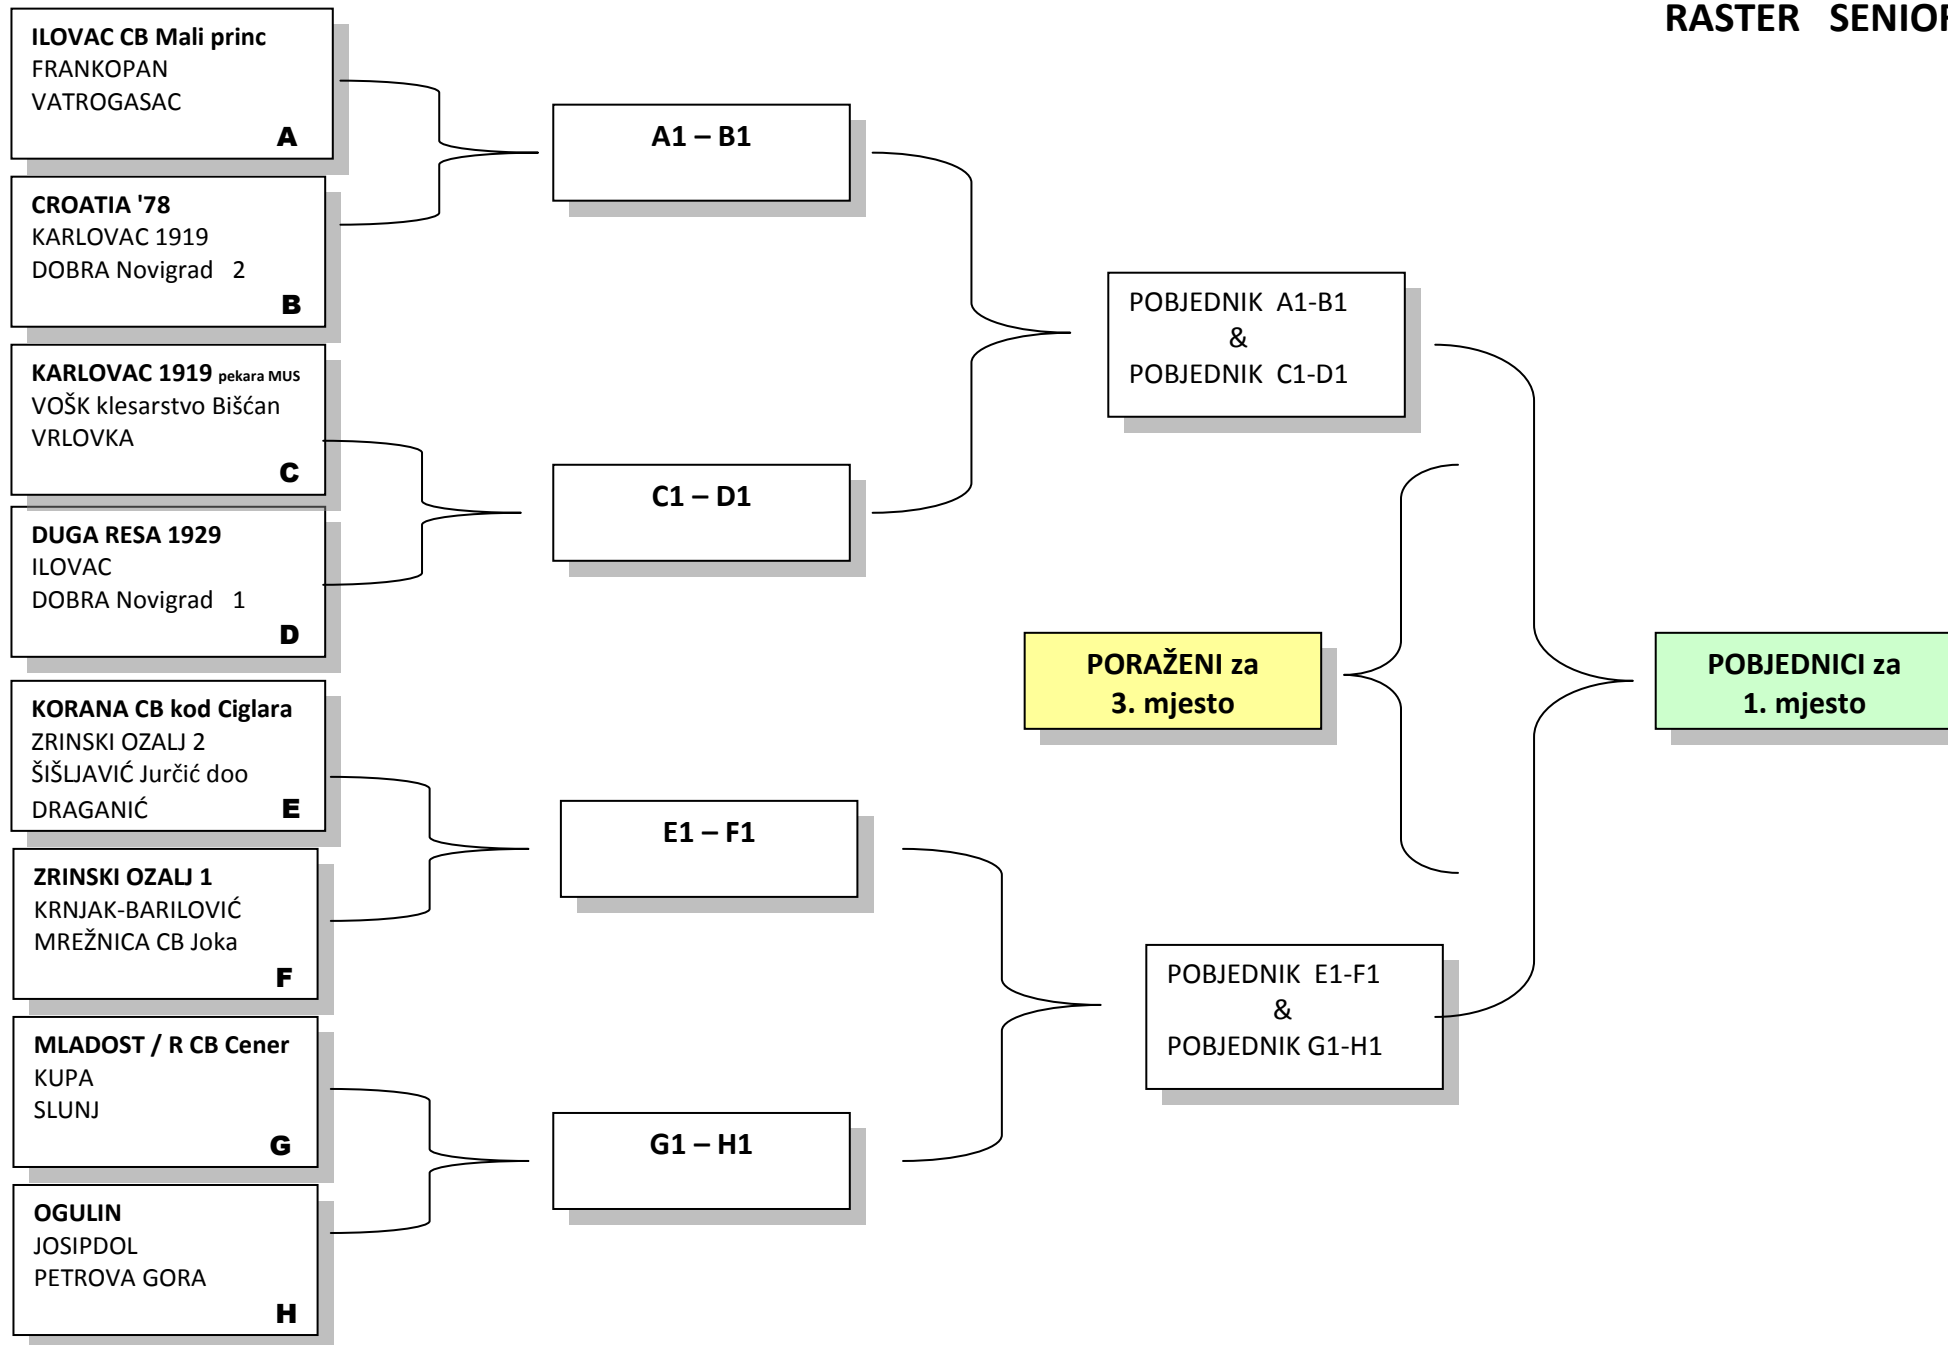 RASTER SENIOR
ILOVAC CB Mali princ
FRANKOPAN
VATROGASAC
A
CROATIA '78
KARLOVAC 1919
DOBRA Novigrad 2
B
KARLOVAC 1919 pekara MUS
VOŠK klesarstvo Bišćan
VRLOVKA
C
DUGA RESA 1929
ILOVAC
DOBRA Novigrad 1
D
KORANA CB kod Ciglara
ZRINSKI OZALJ 2
ŠIŠLJAVIĆ Jurčić doo
DRAGANIĆ E
ZRINSKI OZALJ 1
KRNJAK-BARILOVIĆ
MREŽNICA CB Joka
F
MLADOST / R CB Cener
KUPA
SLUNJ
G
OGULIN
JOSIPDOL
PETROVA GORA
H
A1 – B1
C1 – D1
E1 – F1
G1 – H1
POBJEDNIK A1-B1
&
POBJEDNIK C1-D1
PORAŽENI za
3. mjesto
POBJEDNIK E1-F1
&
POBJEDNIK G1-H1
POBJEDNICI za
1. mjesto